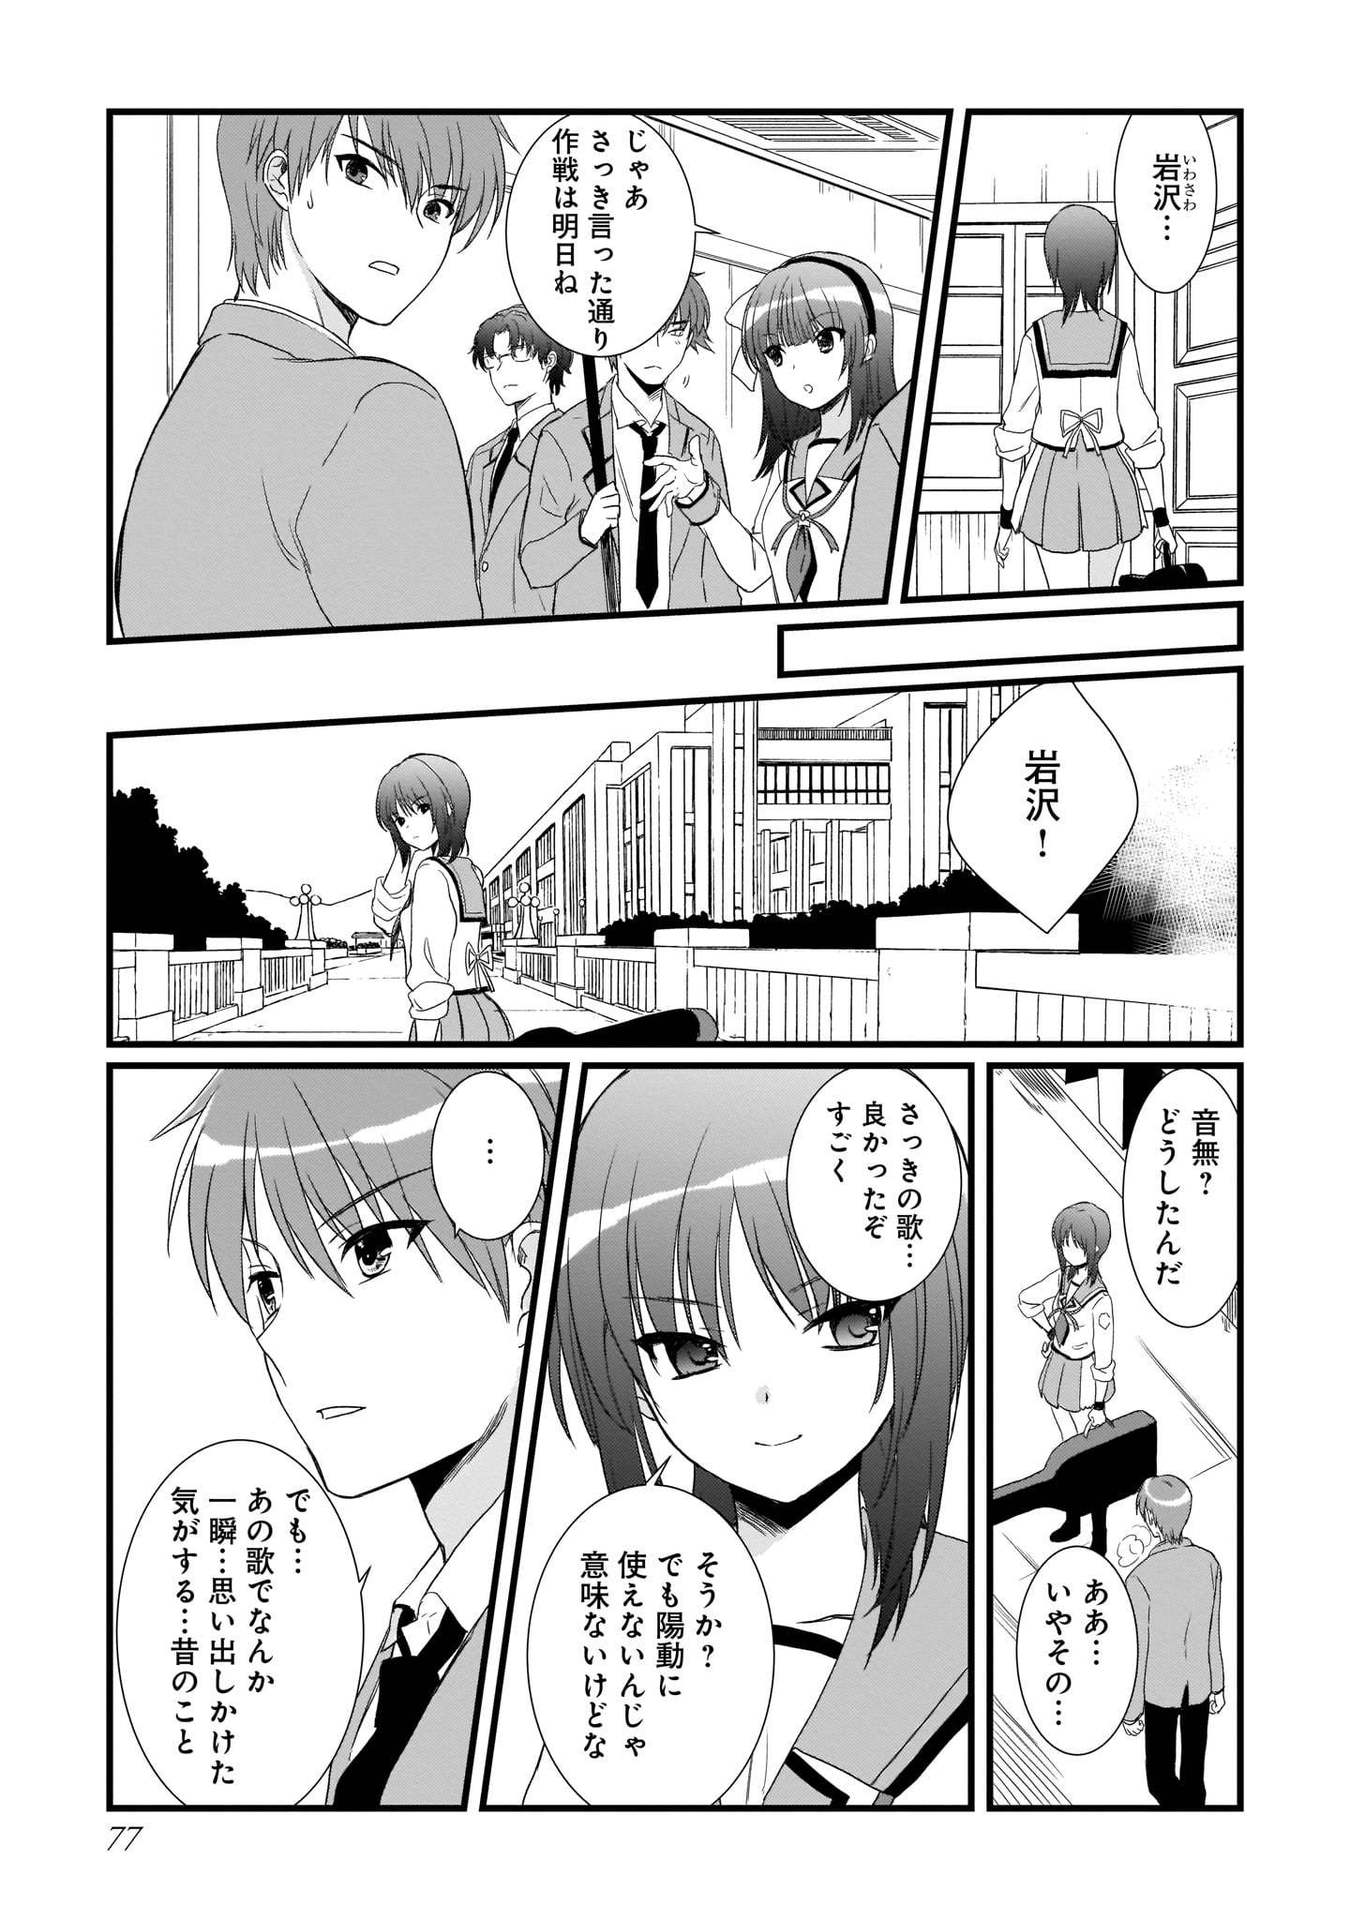 岩沢…
いわさわ
じゃあ
さっき言った通り
作戦は明日ね
岩沢！
音無？
どうしたんだ
ああ…
いやその…
さっきの歌…
良かったぞ
すごく
そうか？
でも陽動に
使えないんじゃ
意味ないけどな
…
でも…
あの歌でなんか
一瞬…思い出しかけた
気がする…昔のこと
77